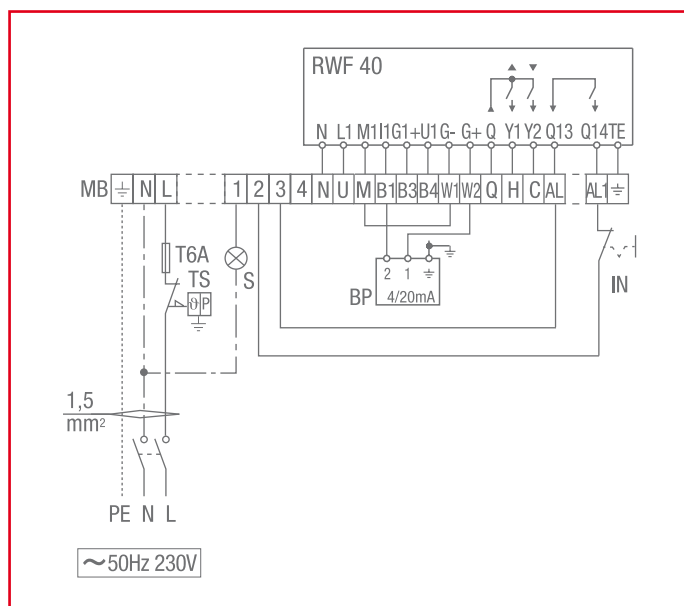 RWF 40
N L1 M1 I1 G1+ U1 G- G+ Q Y1 Y2 Q13 Q14 TE
MB N L 1 2 3 4 N U M B1 B3 B4 W1 W2 Q H C AL AL1
T6A
TS
S
IN
ϑ P
2 1
BP
4/20mA
1,5
mm²
PE N L
~50Hz 230V